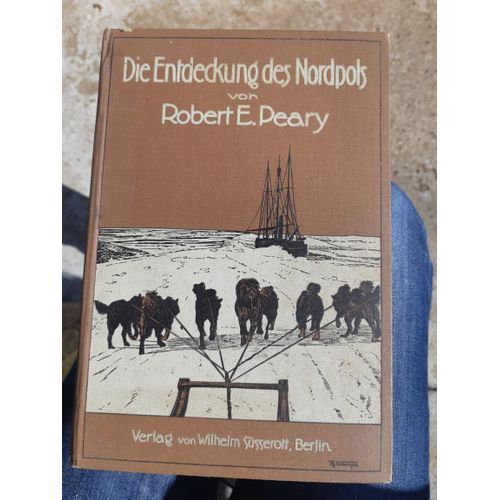 Die Entdeckung des Nordpols
von
Robert E. Peary
Verlag von Wilhelm Süsserott, Berlin.